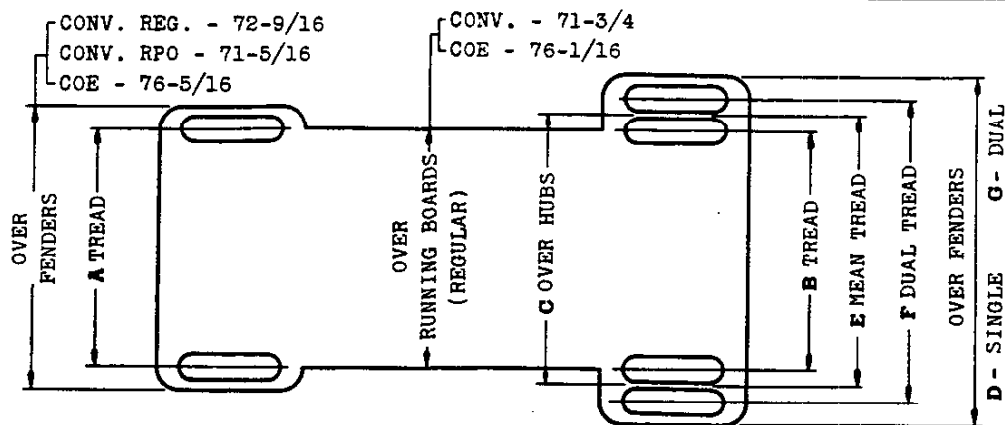 CONV. REG. - 72-9/16
CONV. RPO - 71-5/16
COE - 76-5/16
CONV. - 71-3/4
COE - 76-1/16
OVER
FENDERS
A TREAD
OVER
RUNNING BOARDS
(REGULAR)
C OVER HUBS
B TREAD
E MEAN TREAD
F DUAL TREAD
OVER FENDERS
D - SINGLE G - DUAL